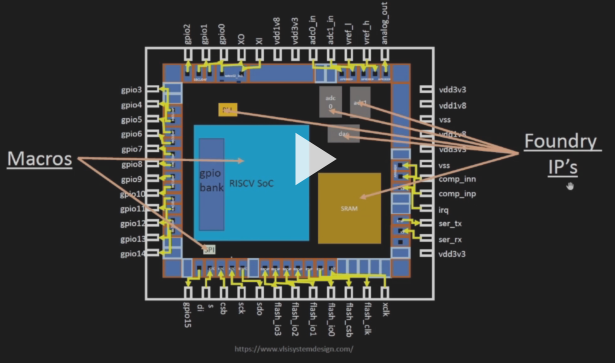 gpio2
gpio1
gpio0
XO
XI
vdd1v8
vdd3v3
adc0_in
adc1_in
vref_l
vref_h
analog_out
gpio3
gpio4
gpio5
gpio6
gpio7
gpio8
gpio9
gpio10
gpio11
gpio12
gpio13
gpio14
Macros
adc
0
gpio
bank
RISCV SoC
SRAM
SPI
vdd3v3
vdd1v8
vss
vdd1v8
vdd3v3
vss
comp_inn
comp_inp
irq
ser_tx
ser_rx
vdd3v3
Foundry
IP's
gpio15
di
s
csb
sck
sdo
flash_io3
flash_io2
flash_io1
flash_io0
flash_csb
flash_clk
xclk
https://www.vlsisystemdesign.com/